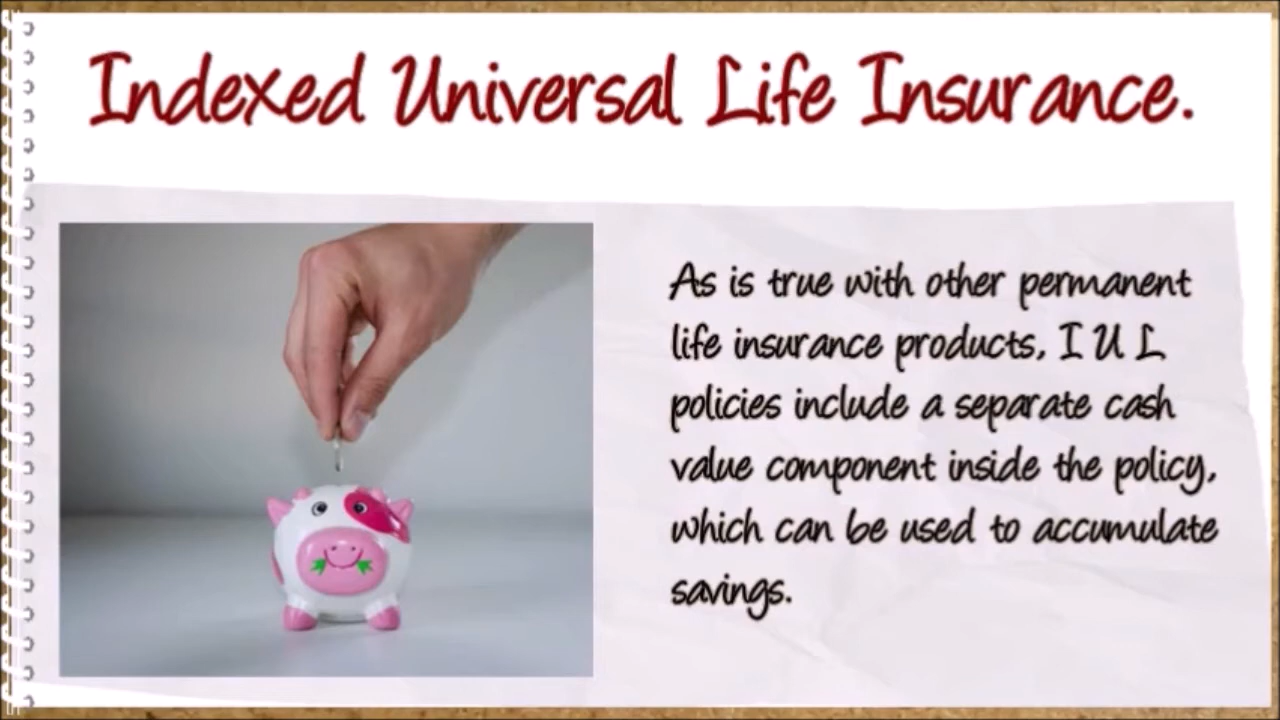 Indexed Universal Life Insurance.
As is true with other permanent
life insurance products, I U L
policies include a separate cash
value component inside the policy,
which can be used to accumulate
savings.